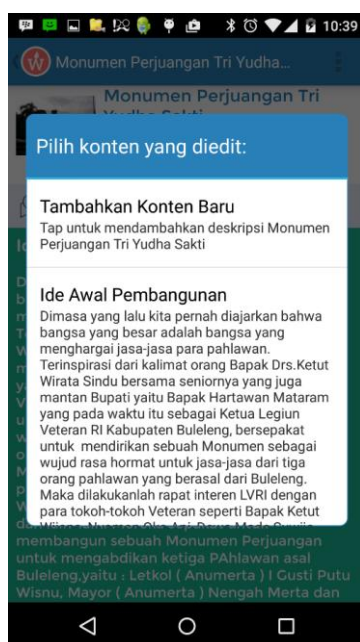 10:39
Monumen Perjuangan Tri Yudha...
Monumen Perjuangan Tri
Pilih konten yang diedit:
Tambahkan Konten Baru
Tap untuk mendambahkan deskripsi Monumen
Perjuangan Tri Yudha Sakti
Ide Awal Pembangunan
Dimasa yang lalu kita pernah diajarkan bahwa
bangsa yang besar adalah bangsa yang
menghargai jasa-jasa para pahlawan.
Terinspirasi dari kalimat orang Bapak Drs.Ketut
Wirata Sindu bersama seniornya yang juga
mantan Bupati yaitu Bapak Hartawan Mataram
yang pada waktu itu sebagai Ketua Legiun
Veteran RI Kabupaten Buleleng, bersepakat
untuk mendirikan sebuah Monumen sebagai
wujud rasa hormat untuk jasa-jasa dari tiga
orang pahlawan yang berasal dari Buleleng.
Maka dilakukanlah rapat interen LVRI dengan
para tokoh-tokoh Veteran seperti Bapak Ketut
membangun sebuah Monumen Perjuangan
untuk mengabdikan ketiga PAhlawan asal
Buleleng,yaitu : Letkol ( Anumerta ) I Gusti Putu
Wisnu, Mayor ( Anumerta ) Nengah Merta dan